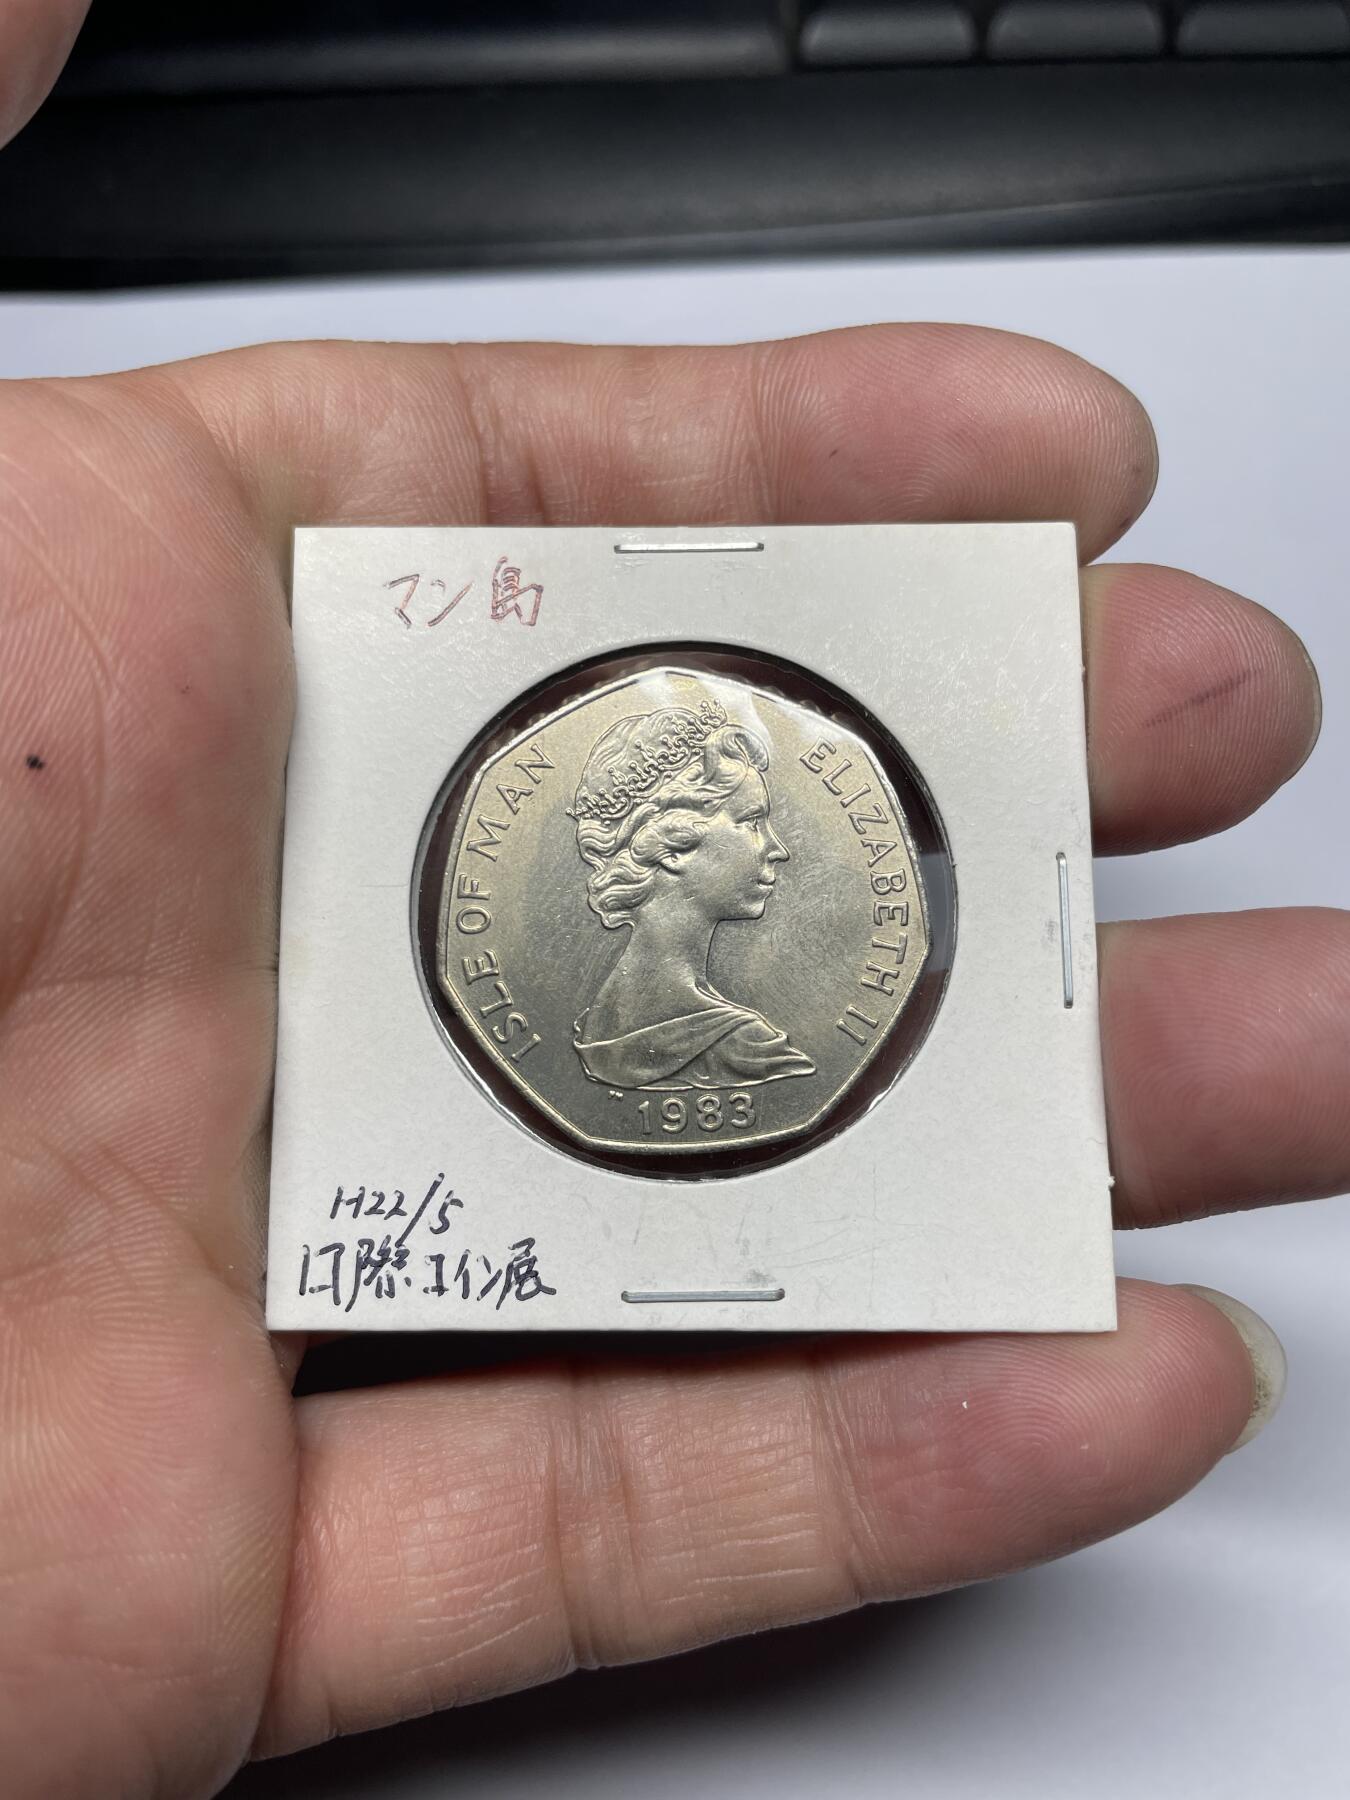 マン島
ISLE OF MAN
ELIZABETH II
1983
H22/5
国際コイン展